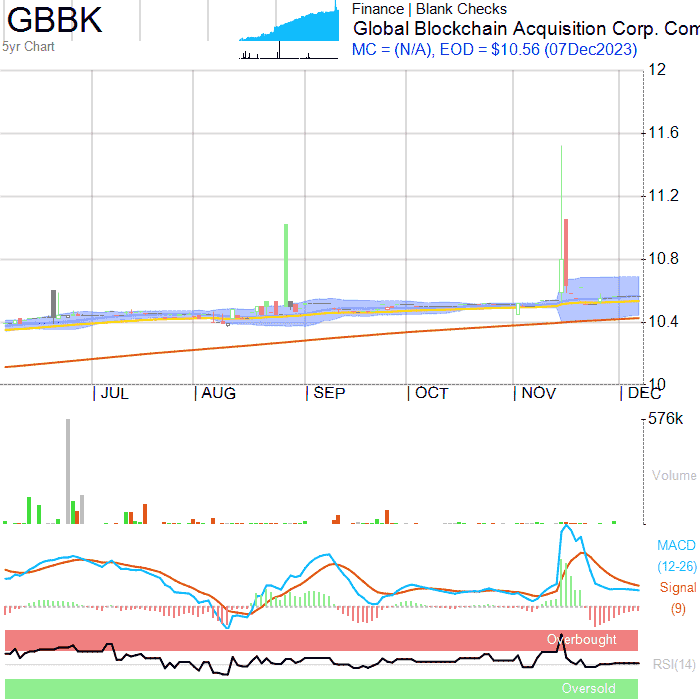 GBBK
5yr Chart
Finance | Blank Checks
Global Blockchain Acquisition Corp. Com
MC = (N/A), EOD = $10.56 (07Dec2023)
12
11.6
11.2
10.8
10.4
10
JUL AUG SEP OCT NOV DEC
576k
Volume
MACD
(12-26)
Signal
(9)
Overbought
RSI(14)
Oversold